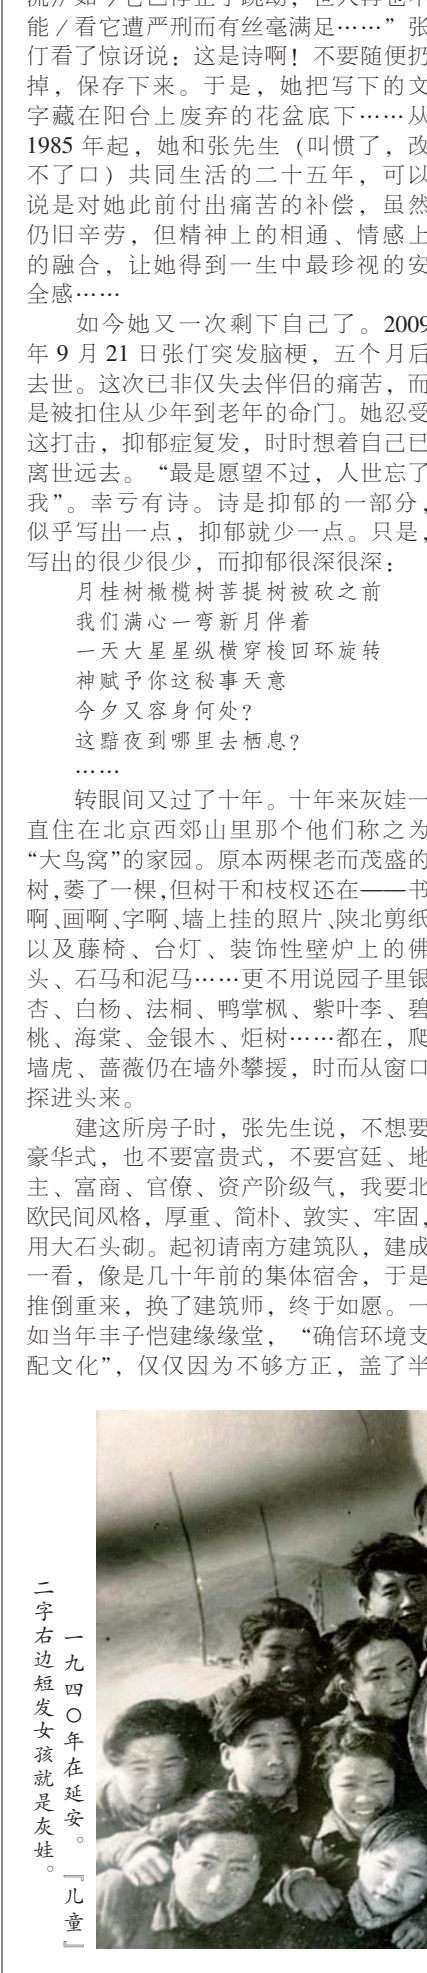 能／看它遭严刑而有丝毫满足……”张
仃看了惊讶说：这是诗啊！不要随便扔
掉，保存下来。于是，她把写下的文
字藏在阳台上废弃的花盆底下……从
1985 年起，她和张先生（叫惯了，改
不了口）共同生活的二十五年，可以
说是对她此前付出痛苦的补偿，虽然
仍旧辛劳，但精神上的相通、情感上
的融合，让她得到一生中最珍视的安
全感……
如今她又一次剩下自己了。2009
年 9 月 21 日张仃突发脑梗，五个月后
去世。这次已非仅失去伴侣的痛苦，而
是被扣住从少年到老年的命门。她忍受
这打击，抑郁症复发，时时想着自己已
离世远去。“最是愿望不过，人世忘了
我”。幸亏有诗。诗是抑郁的一部分，
似乎写出一点，抑郁就少一点。只是，
写出的很少很少，而抑郁很深很深：
月桂树橄榄树菩提树被砍之前
我们满心一弯新月伴着
一天大星星纵横穿梭回环旋转
神赋予你这秘事天意
今夕又容身何处？
这黯夜到哪里去栖息？
……
转眼间又过了十年。十年来灰娃一
直住在北京西郊山里那个他们称之为
“大鸟窝”的家园。原本两棵老而茂盛的
树，萎了一棵，但树干和枝杈还在——书
啊、画啊、字啊、墙上挂的照片、陕北剪纸
以及藤椅、台灯、装饰性壁炉上的佛
头、石马和泥马……更不用说园子里银
杏、白杨、法桐、鸭掌枫、紫叶李、碧
桃、海棠、金银木、炬树……都在，爬
墙虎、蔷薇仍在墙外攀援，时而从窗口
探进头来。
建这所房子时，张先生说，不想要
豪华式，也不要富贵式，不要宫廷、地
主、富商、官僚、资产阶级气，我要北
欧民间风格，厚重、简朴、敦实、牢固，
用大石头砌。起初请南方建筑队，建成
一看，像是几十年前的集体宿舍，于是
推倒重来，换了建筑师，终于如愿。一
如当年丰子恺建缘缘堂，“确信环境支
配文化”，仅仅因为不够方正，盖了半
一九四〇年在延安。『儿童』
二字右边短发女孩就是灰娃。